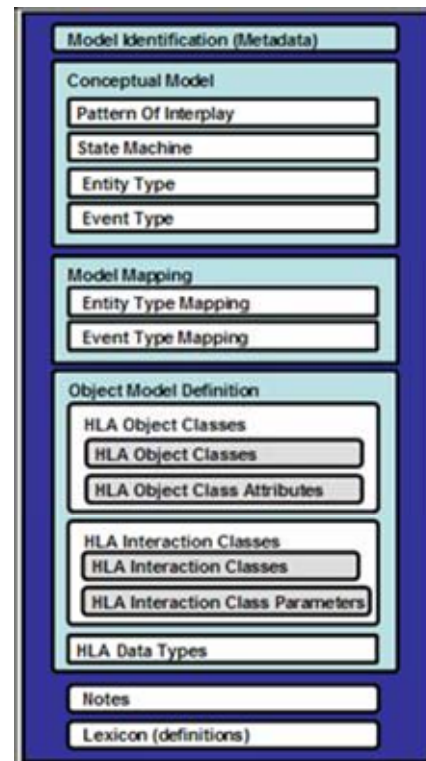 Model Identification (Metadata)
Conceptual Model
Pattern Of Interplay
State Machine
Entity Type
Event Type
Model Mapping
Entity Type Mapping
Event Type Mapping
Object Model Definition
HLA Object Classes
HLA Object Classes
HLA Object Class Attributes
HLA Interaction Classes
HLA Interaction Classes
HLA Interaction Class Parameters
HLA Data Types
Notes
Lexicon (definitions)